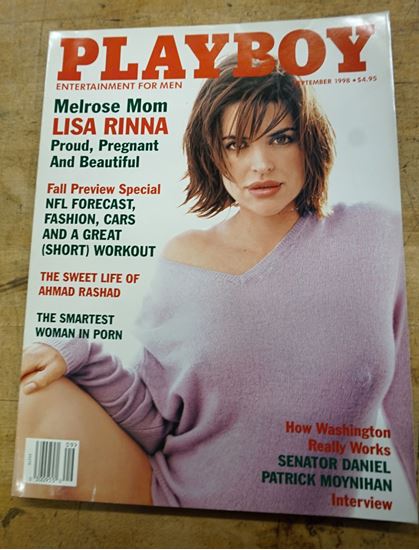 PLAYBOY
ENTERTAINMENT FOR MEN
SEPTEMBER 1998 • $4.95
Melrose Mom
LISA RINNA
Proud, Pregnant
And Beautiful
Fall Preview Special
NFL FORECAST,
FASHION, CARS
AND A GREAT
(SHORT) WORKOUT
THE SWEET LIFE OF
AHMAD RASHAD
THE SMARTEST
WOMAN IN PORN
How Washington
Really Works
SENATOR DANIEL
PATRICK MOYNIHAN
Interview
09>